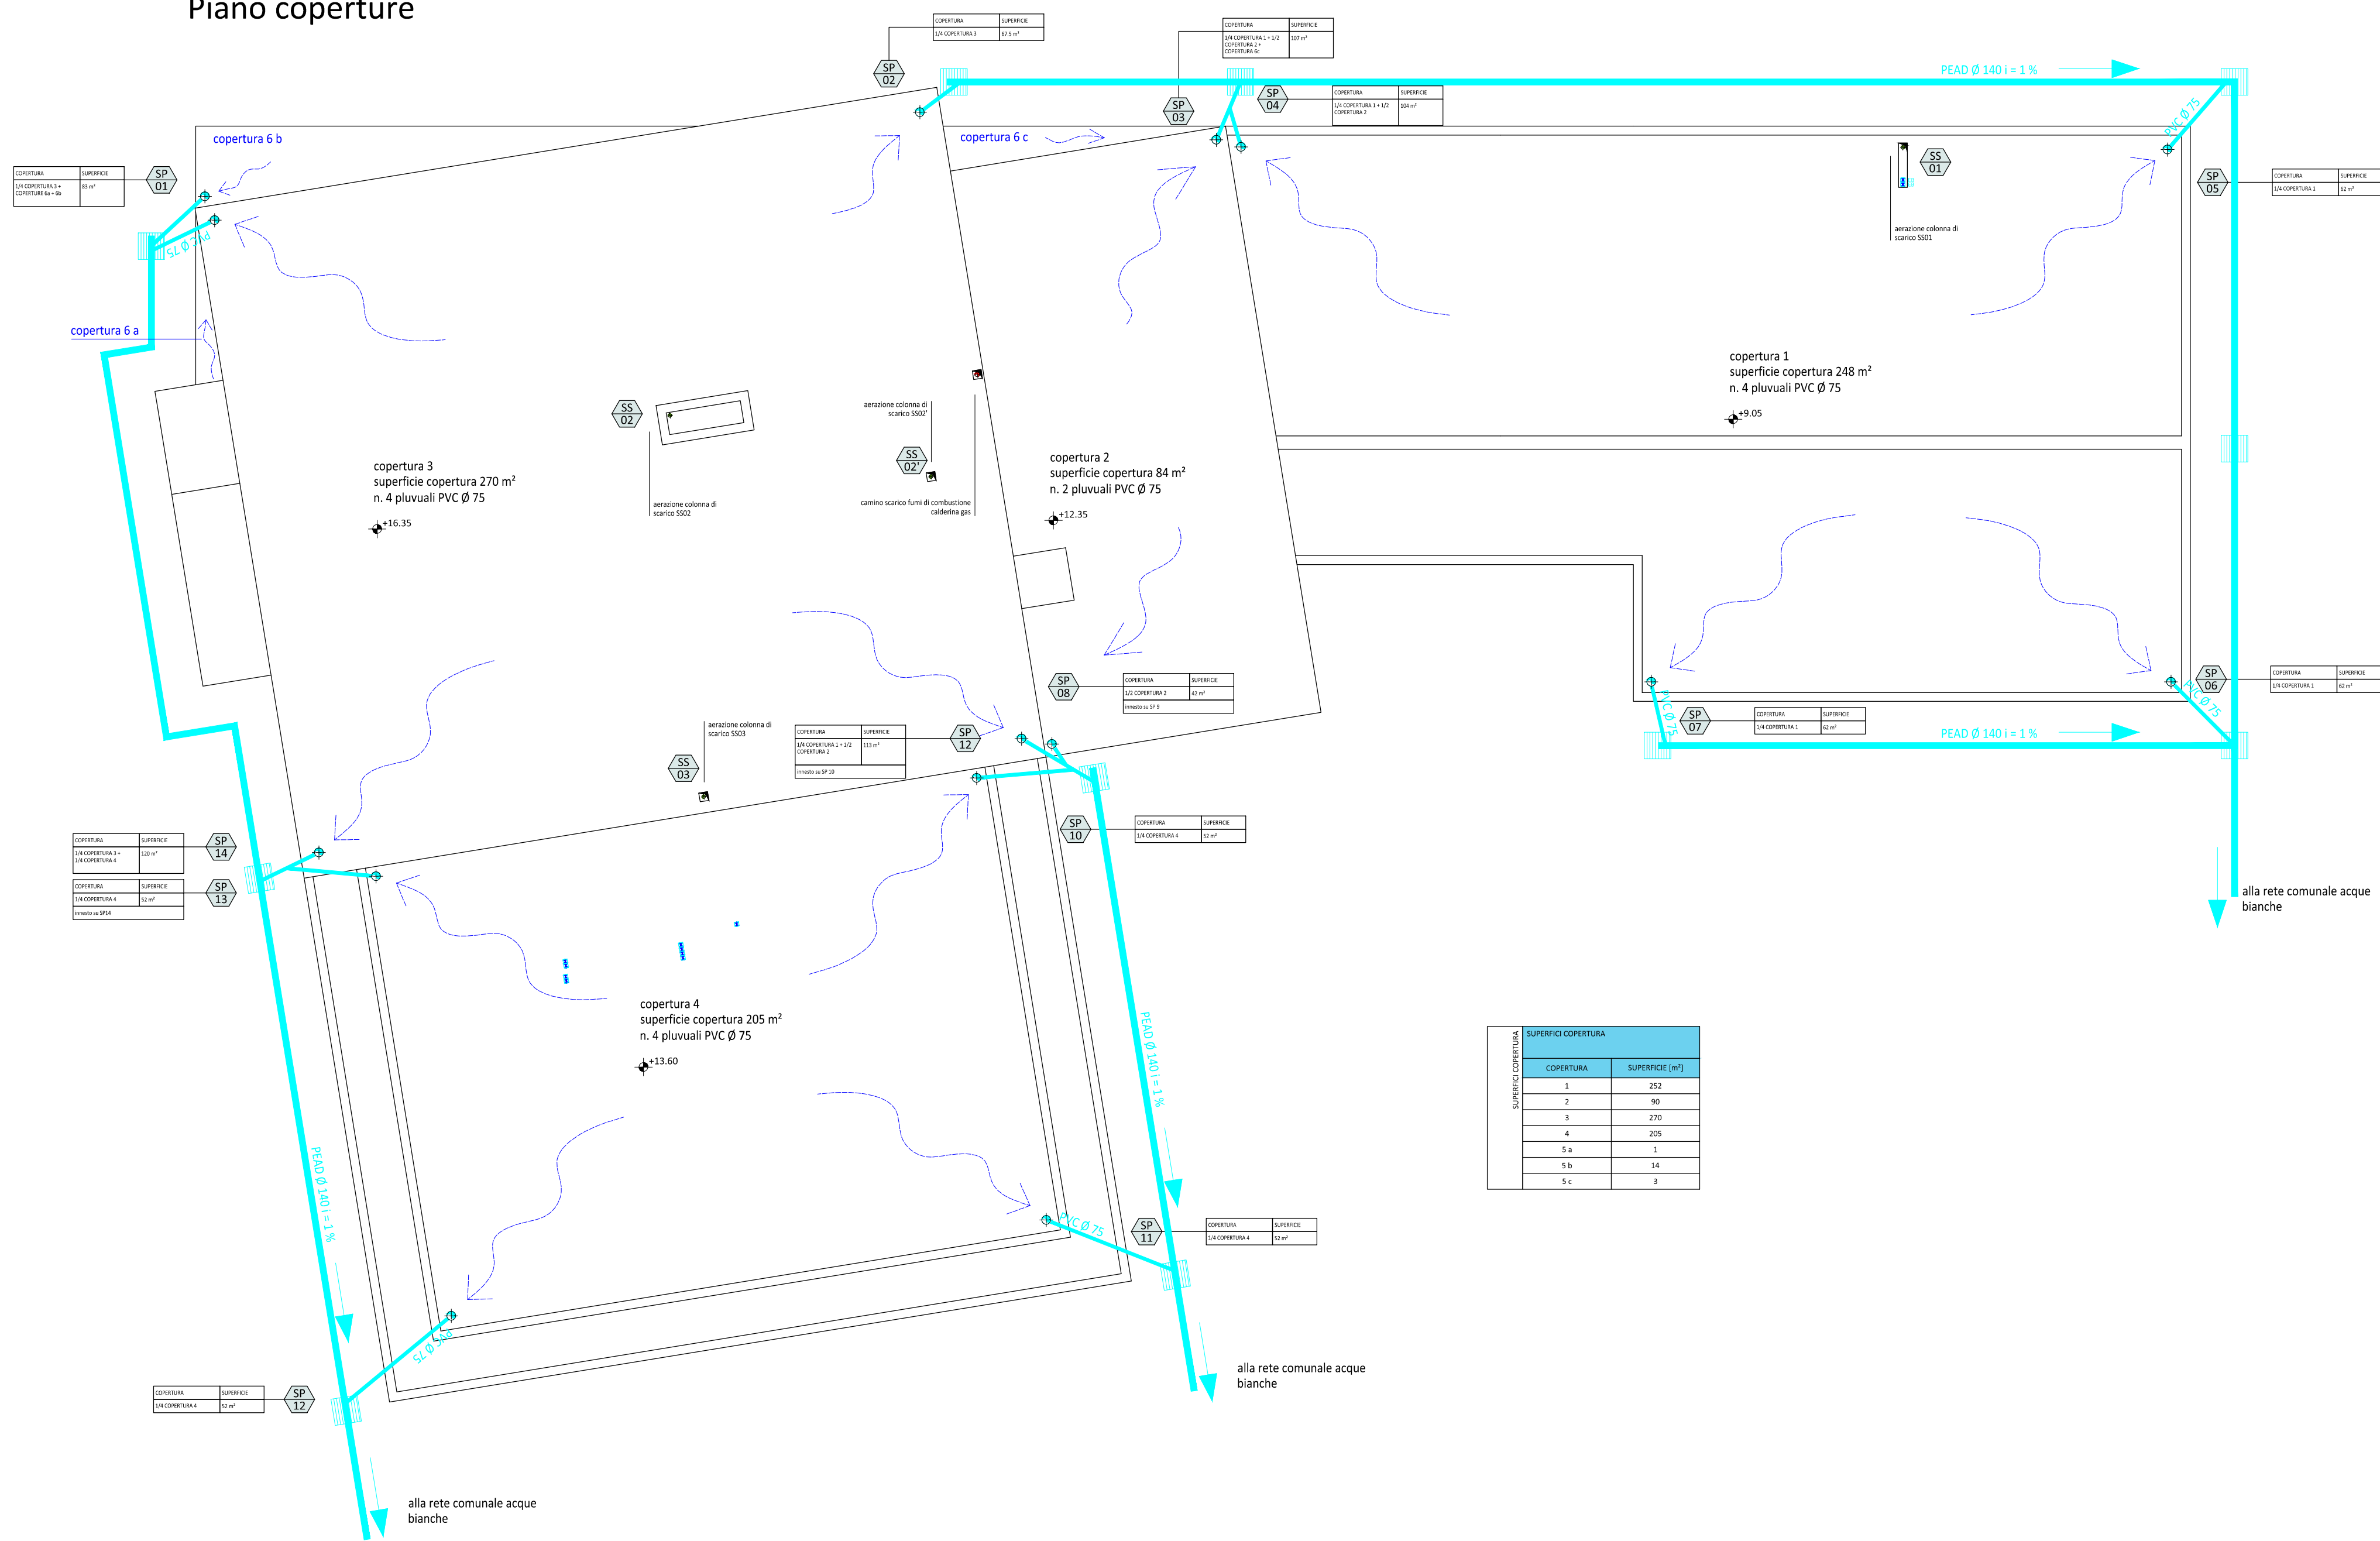 Piano coperture
COPERTURA SUPERFICIE
1/4 COPERTURA 3 67.5 m²
SP
02
COPERTURA SUPERFICIE
1/4 COPERTURA 1 + 1/2
COPERTURA 2 +
COPERTURA 6c
107 m²
SP
03
SP
04
COPERTURA SUPERFICIE
1/4 COPERTURA 1 + 1/2
COPERTURA 2
104 m²
PEAD Ø 140 i = 1 %
PVC Ø 75
copertura 6 b
copertura 6 c
COPERTURA SUPERFICIE
1/4 COPERTURA 3 +
COPERTURE 6a + 6b
83 m²
SP
01
PVC Ø 75
SS
01
aerazione colonna di
scarico SS01
SP
05
COPERTURA SUPERFICIE
1/4 COPERTURA 1 62 m²
copertura 6 a
copertura 1
superficie copertura 248 m²
n. 4 pluvuali PVC Ø 75
+9.05
SS
02
aerazione colonna di
scarico SS02'
SS
02'
copertura 3
superficie copertura 270 m²
n. 4 pluvuali PVC Ø 75
+16.35
aerazione colonna di
scarico SS02
camino scarico fumi di combustione
calderina gas
copertura 2
superficie copertura 84 m²
n. 2 pluvuali PVC Ø 75
+12.35
SP
08
COPERTURA SUPERFICIE
1/2 COPERTURA 2 42 m²
innesto su SP 9
SP
06
COPERTURA SUPERFICIE
1/4 COPERTURA 1 62 m²
PVC Ø 75
PVC Ø 75
SP
07
COPERTURA SUPERFICIE
1/4 COPERTURA 1 62 m²
PEAD Ø 140 i = 1 %
aerazione colonna di
scarico SS03
SS
03
COPERTURA SUPERFICIE
1/4 COPERTURA 1 + 1/2
COPERTURA 2
113 m²
innesto su SP 10
SP
12
SP
10
COPERTURA SUPERFICIE
1/4 COPERTURA 4 52 m²
COPERTURA SUPERFICIE
1/4 COPERTURA 3 +
1/4 COPERTURA 4
120 m²
SP
14
COPERTURA SUPERFICIE
1/4 COPERTURA 4 52 m²
innesto su SP14
SP
13
alla rete comunale acque
bianche
copertura 4
superficie copertura 205 m²
n. 4 pluvuali PVC Ø 75
+13.60
PEAD Ø 140 i = 1 %
PEAD Ø 140 i = 1 %
SUPERFICI COPERTURA
SUPERFICI COPERTURA
COPERTURA SUPERFICIE [m²]
1 252
2 90
3 270
4 205
5 a 1
5 b 14
5 c 3
PVC Ø 75
SP
11
COPERTURA SUPERFICIE
1/4 COPERTURA 4 52 m²
PVC Ø 75
alla rete comunale acque
bianche
COPERTURA SUPERFICIE
1/4 COPERTURA 4 52 m²
SP
12
alla rete comunale acque
bianche